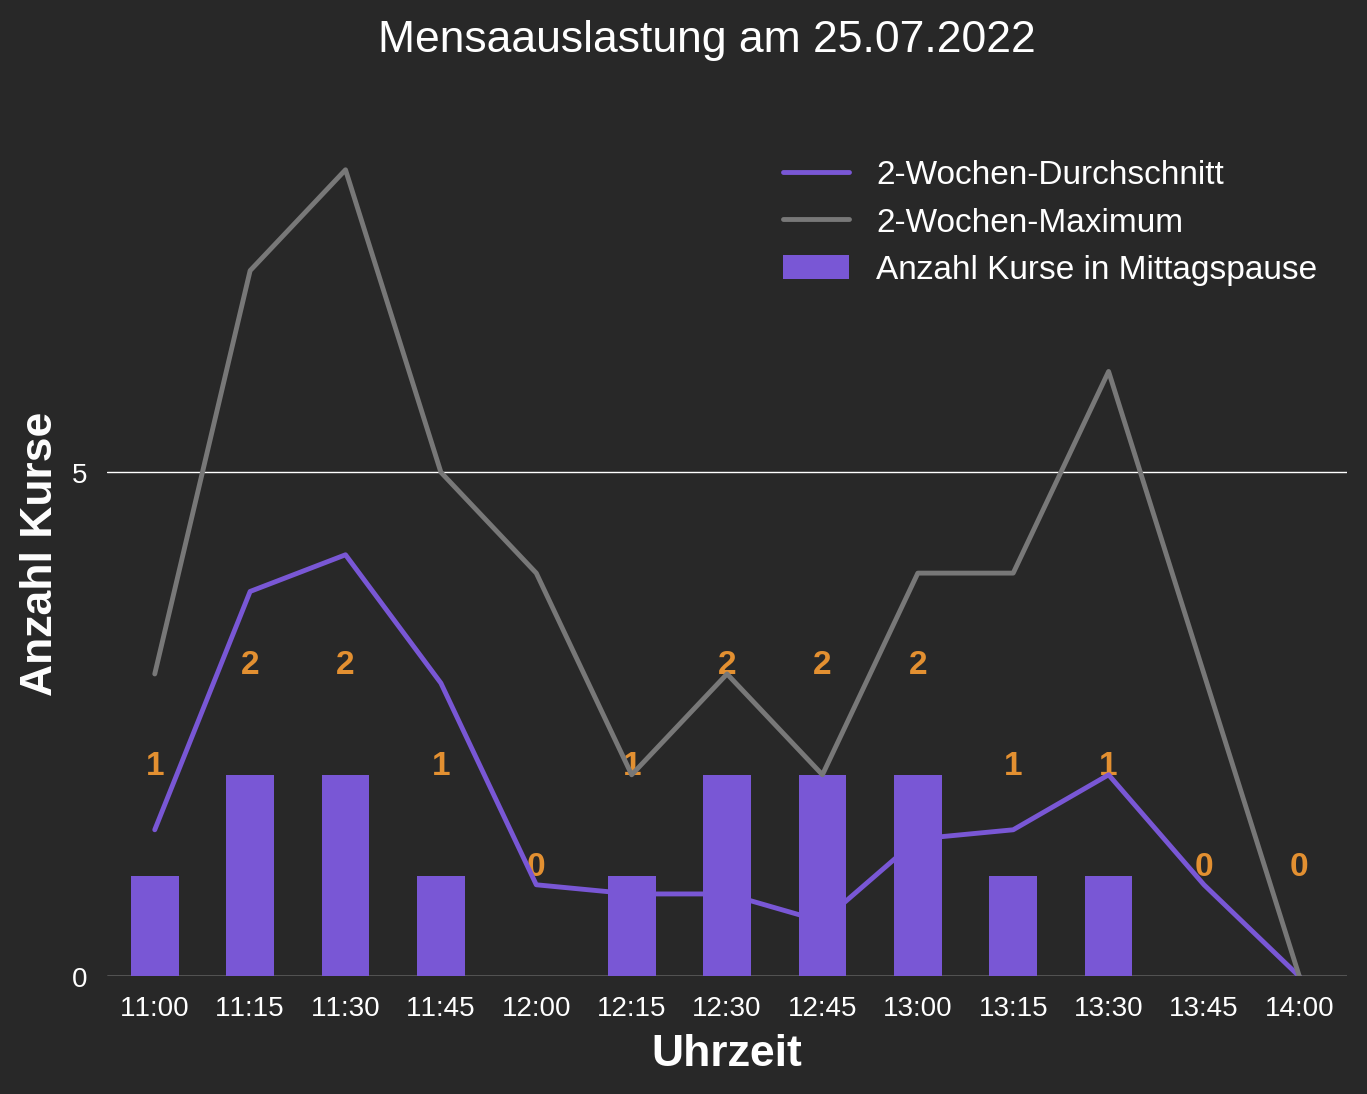 Mensaauslastung am 25.07.2022
2-Wochen-Durchschnitt
2-Wochen-Maximum
Anzahl Kurse in Mittagspause
Anzahl Kurse
5
0
1
2
2
1
0
1
2
2
2
1
1
0
0
11:00 11:15 11:30 11:45 12:00 12:15 12:30 12:45 13:00 13:15 13:30 13:45 14:00
Uhrzeit